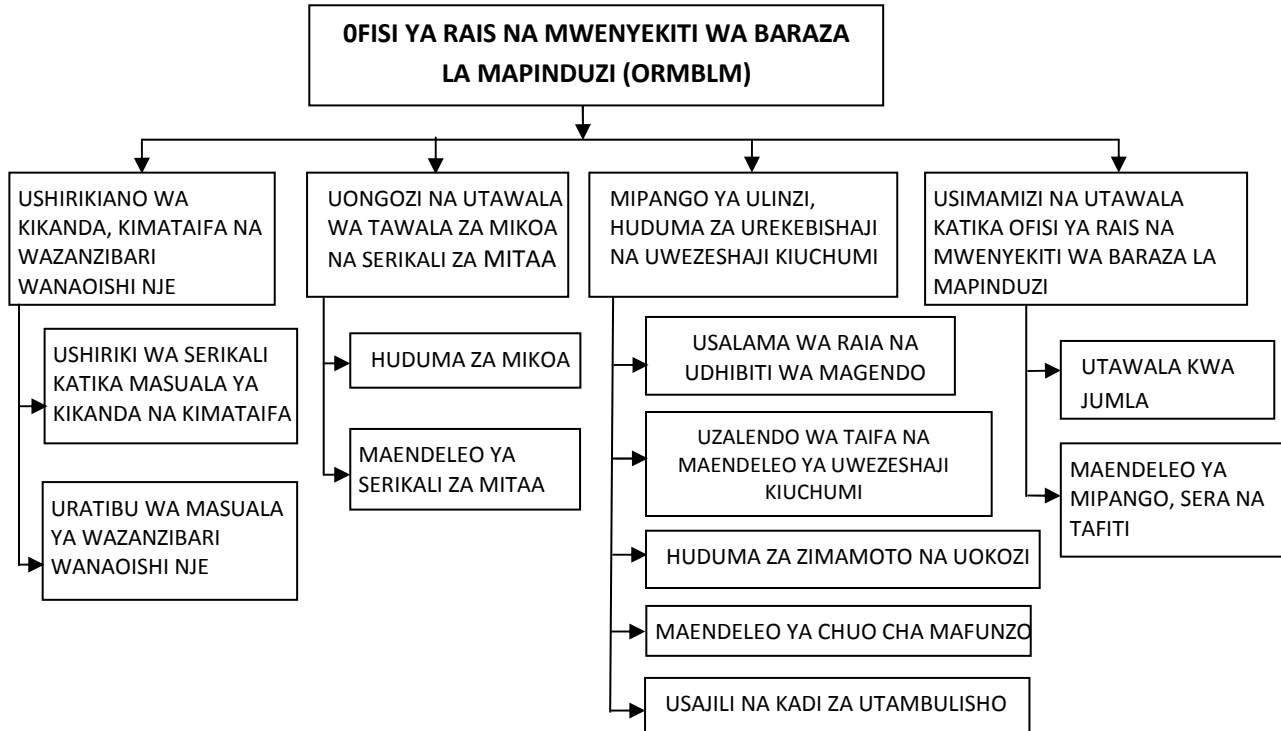 0FISI YA RAIS NA MWENYEKITI WA BARAZA
LA MAPINDUZI (ORMBLM)
USHIRIKIANO WA
KIKANDA, KIMATAIFA NA
WAZANZIBARI
WANAOISHI NJE
USHIRIKI WA SERIKALI
KATIKA MASUALA YA
KIKANDA NA KIMATAIFA
URATIBU WA MASUALA
YA WAZANZIBARI
WANAOISHI NJE
UONGOZI NA UTAWALA
WA TAWALA ZA MIKOA
NA SERIKALI ZA MITAA
HUDUMA ZA MIKOA
MAENDELEO YA
SERIKALI ZA MITAA
MIPANGO YA ULINZI,
HUDUMA ZA UREKEBISHAJI
NA UWEZESHAJI KIUCHUMI
USALAMA WA RAIA NA
UDHIBITI WA MAGENDO
UZALENDO WA TAIFA NA
MAENDELEO YA UWEZESHAJI
KIUCHUMI
HUDUMA ZA ZIMAMOTO NA UOKOZI
MAENDELEO YA CHUO CHA MAFUNZO
USAJILI NA KADI ZA UTAMBULISHO
USIMAMIZI NA UTAWALA
KATIKA OFISI YA RAIS NA
MWENYEKITI WA BARAZA LA
MAPINDUZI
UTAWALA KWA
JUMLA
MAENDELEO YA
MIPANGO, SERA NA
TAFITI